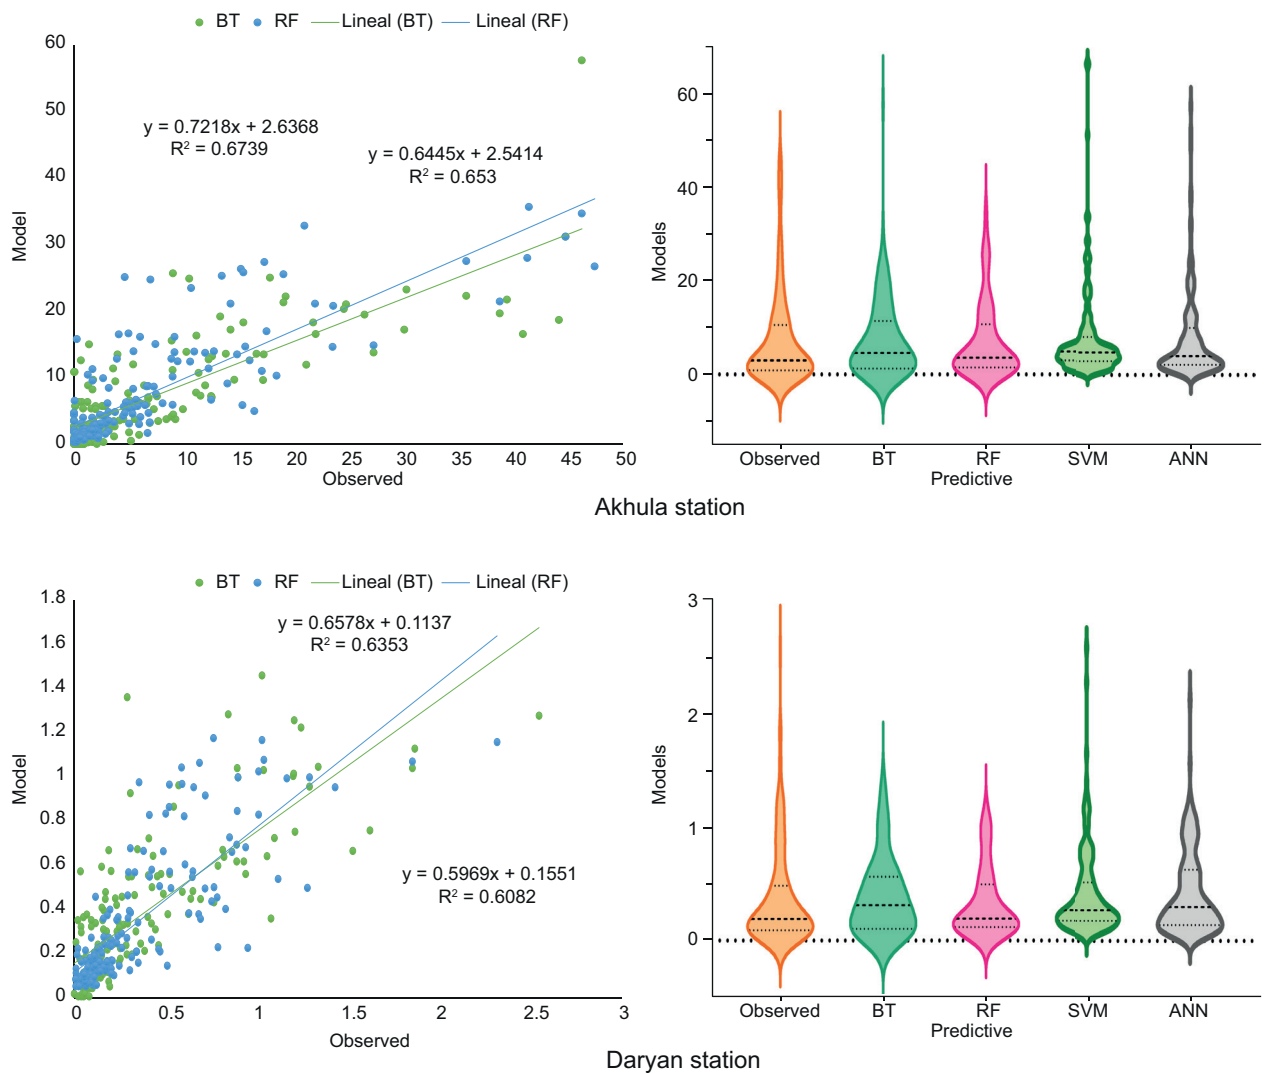 BT RF Lineal (BT) Lineal (RF)
60
50
40
30
20
10
0
Model
y = 0.7218x + 2.6368
R² = 0.6739
y = 0.6445x + 2.5414
R² = 0.653
0 5 10 15 20 25 30 35 40 45 50
Observed
60
40
20
0
Models
Observed BT RF SVM ANN
Predictive
Akhula station
BT RF Lineal (BT) Lineal (RF)
1.8
1.6
1.4
1.2
1
0.8
0.6
0.4
0.2
0
Model
y = 0.6578x + 0.1137
R² = 0.6353
y = 0.5969x + 0.1551
R² = 0.6082
0 0.5 1 1.5 2 2.5 3
Observed
3
2
1
0
Models
Observed BT RF SVM ANN
Predictive
Daryan station